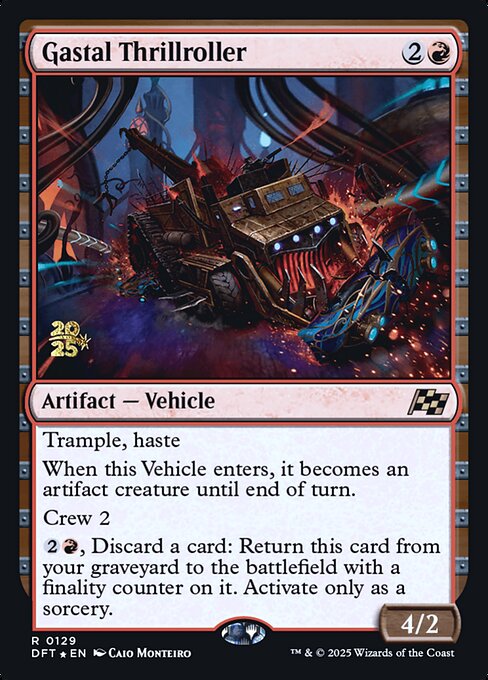 Gastal Thrillroller 2
2025
Artifact — Vehicle
Trample, haste
When this Vehicle enters, it becomes an
artifact creature until end of turn.
Crew 2
2, Discard a card: Return this card from
your graveyard to the battlefield with a
finality counter on it. Activate only as a
sorcery.
4/2
R 0129
DFT ★ EN Caio Monteiro
™ & © 2025 Wizards of the Coast